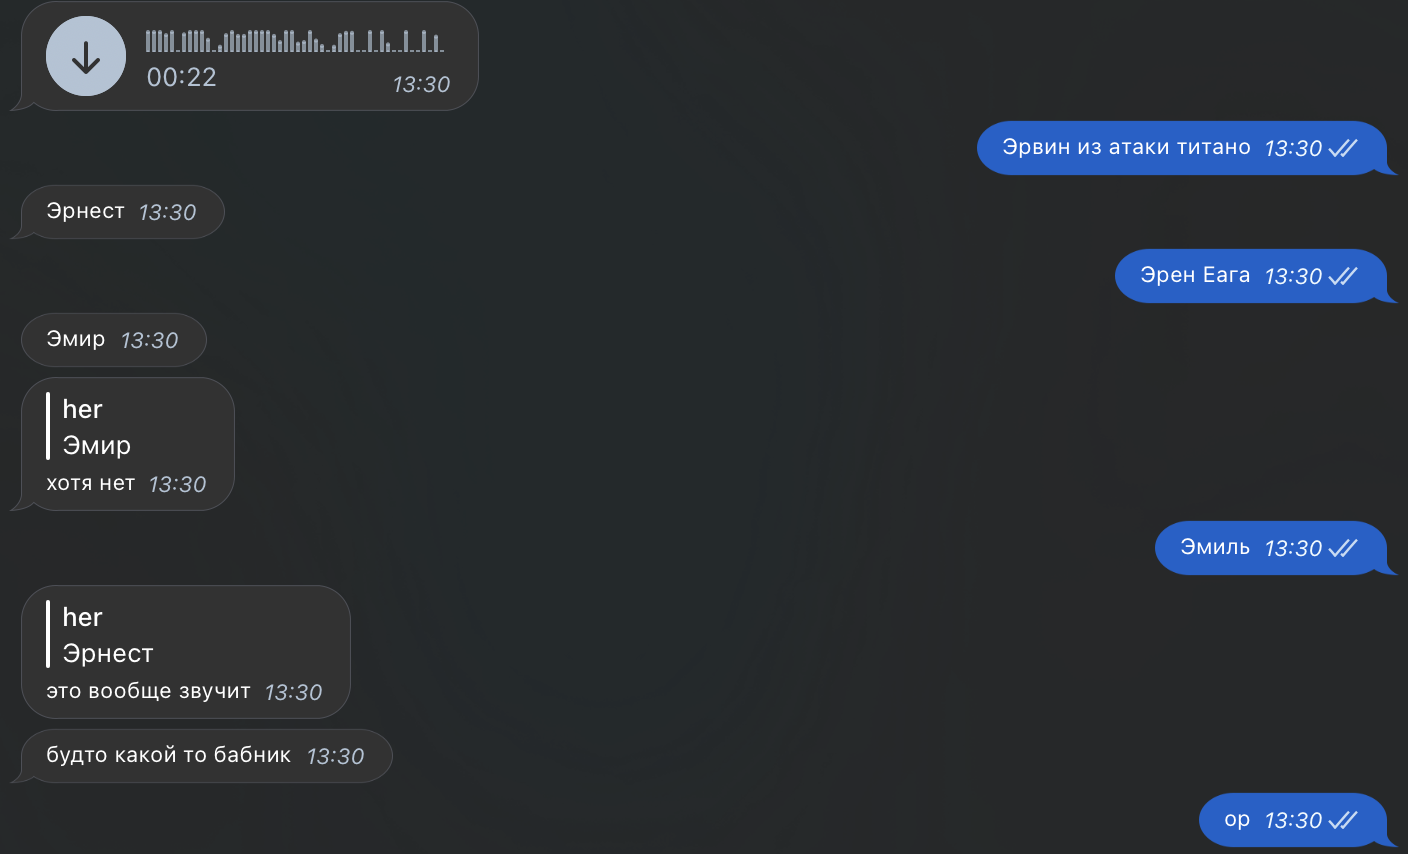 00:22 13:30
Эрвин из атаки титано 13:30
Эрнест 13:30
Эрен Еага 13:30
Эмир 13:30
her
Эмир
хотя нет 13:30
Эмиль 13:30
her
Эрнест
это вообще звучит 13:30
будто какой то бабник 13:30
ор 13:30